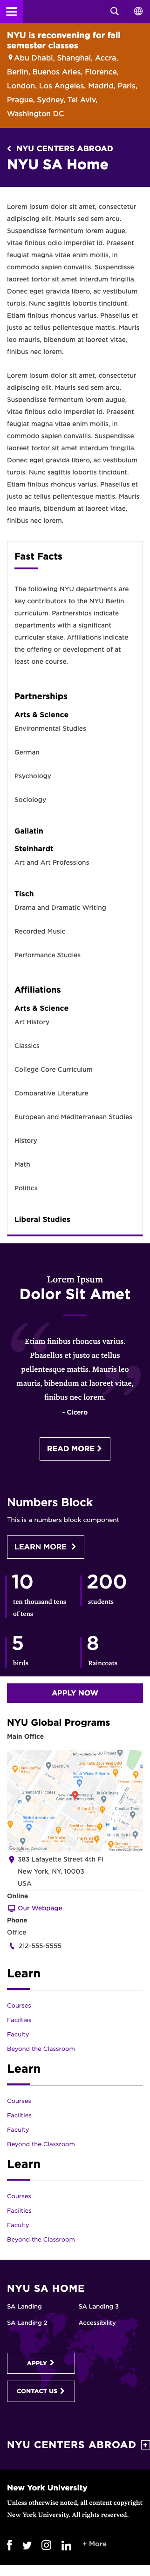 NYU is reconvening for fall
semester classes
Abu Dhabi, Shanghai, Accra,
Berlin, Buenos Aries, Florence,
London, Los Angeles, Madrid, Paris,
Prague, Sydney, Tel Aviv,
Washington DC
NYU CENTERS ABROAD
NYU SA Home
Lorem ipsum dolor sit amet, consectetur
adipiscing elit. Mauris sed sem arcu.
Suspendisse fermentum lorem augue,
vitae finibus odio imperdiet id. Praesent
feugiat magna vitae enim mollis, in
commodo sapien convallis. Suspendisse
laoreet tortor sit amet interdum fringilla.
Donec eget gravida libero, ac vestibulum
turpis. Nunc sagittis lobortis tincidunt.
Etiam finibus rhoncus varius. Phasellus et
justo ac tellus pellentesque mattis. Mauris
leo mauris, bibendum at laoreet vitae,
finibus nec lorem.
Lorem ipsum dolor sit amet, consectetur
adipiscing elit. Mauris sed sem arcu.
Suspendisse fermentum lorem augue,
vitae finibus odio imperdiet id. Praesent
feugiat magna vitae enim mollis, in
commodo sapien convallis. Suspendisse
laoreet tortor sit amet interdum fringilla.
Donec eget gravida libero, ac vestibulum
turpis. Nunc sagittis lobortis tincidunt.
Etiam finibus rhoncus varius. Phasellus et
justo ac tellus pellentesque mattis. Mauris
leo mauris, bibendum at laoreet vitae,
finibus nec lorem.
Fast Facts
The following NYU departments are
key contributors to the NYU Berlin
curriculum. Partnerships indicate
departments with a significant
curricular stake. Affiliations indicate
the offering or development of at
least one course.
Partnerships
Arts & Science
Environmental Studies
German
Psychology
Sociology
Gallatin
Steinhardt
Art and Art Professions
Tisch
Drama and Dramatic Writing
Recorded Music
Performance Studies
Affiliations
Arts & Science
Art History
Classics
College Core Curriculum
Comparative Literature
European and Mediterranean Studies
History
Math
Politics
Liberal Studies
Lorem Ipsum
Dolor Sit Amet
Etiam finibus rhoncus varius.
Phasellus et justo ac tellus
pellentesque mattis. Mauris leo
mauris, bibendum at laoreet vitae,
finibus nec lorem.
- Cicero
READ MORE
Numbers Block
This is a numbers block component
LEARN MORE
10
200
ten thousand tens
of tens
students
5
8
birds
Raincoats
APPLY NOW
NYU Global Programs
Main Office
383 Lafayette Street 4th Fl
New York, NY, 10003
USA
Online
Our Webpage
Phone
Office
212-555-5555
Learn
Courses
Facilties
Faculty
Beyond the Classroom
Learn
Courses
Facilties
Faculty
Beyond the Classroom
Learn
Courses
Facilties
Faculty
Beyond the Classroom
NYU SA HOME
SA Landing
SA Landing 3
SA Landing 2
Accessibility
APPLY
CONTACT US
NYU CENTERS ABROAD
New York University
Unless otherwise noted, all content copyright
New York University. All rights reserved.
+ More